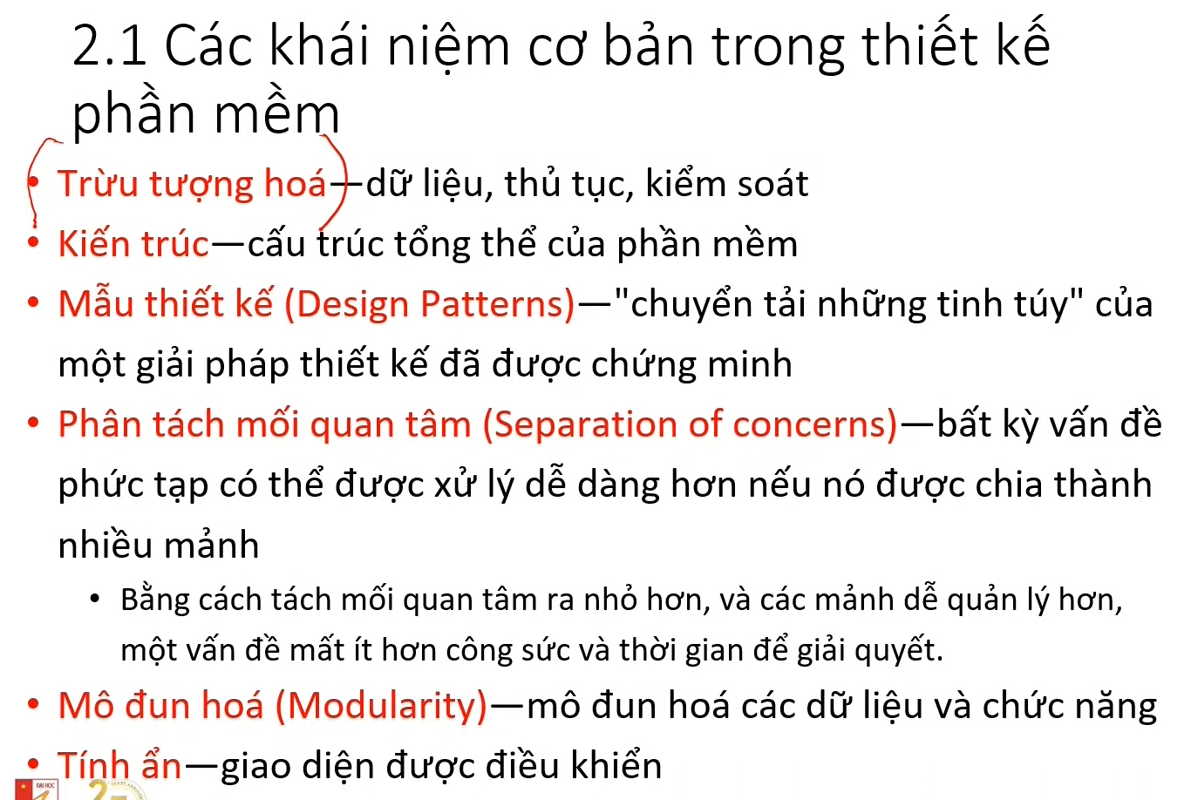 2.1 Các khái niệm cơ bản trong thiết kế
phần mềm
• Trừu tượng hoá—dữ liệu, thủ tục, kiểm soát
• Kiến trúc—cấu trúc tổng thể của phần mềm
• Mẫu thiết kế (Design Patterns)—"chuyển tải những tinh túy" của
một giải pháp thiết kế đã được chứng minh
• Phân tách mối quan tâm (Separation of concerns)—bất kỳ vấn đề
phức tạp có thể được xử lý dễ dàng hơn nếu nó được chia thành
nhiều mảnh
• Bằng cách tách mối quan tâm ra nhỏ hơn, và các mảnh dễ quản lý hơn,
một vấn đề mất ít hơn công sức và thời gian để giải quyết.
• Mô đun hoá (Modularity)—mô đun hoá các dữ liệu và chức năng
• Tính ẩn—giao diện được điều khiển
ĐẠI HỌC